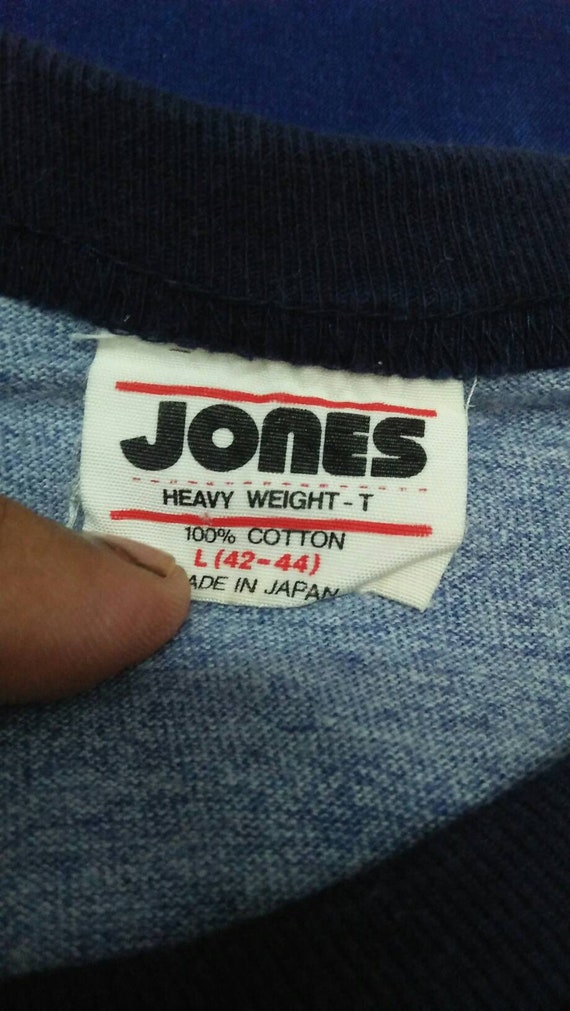 JONES
HEAVY WEIGHT-T
100% COTTON
L (42-44)
ADE IN JAPAN